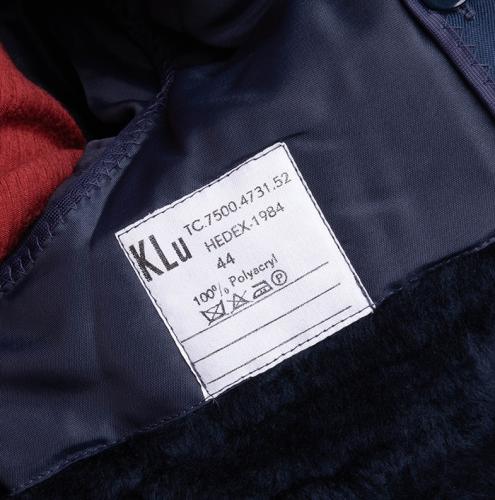 KLu
TC.7500.4731.52
HEDEX-1984
44
100% Polyacryl
P